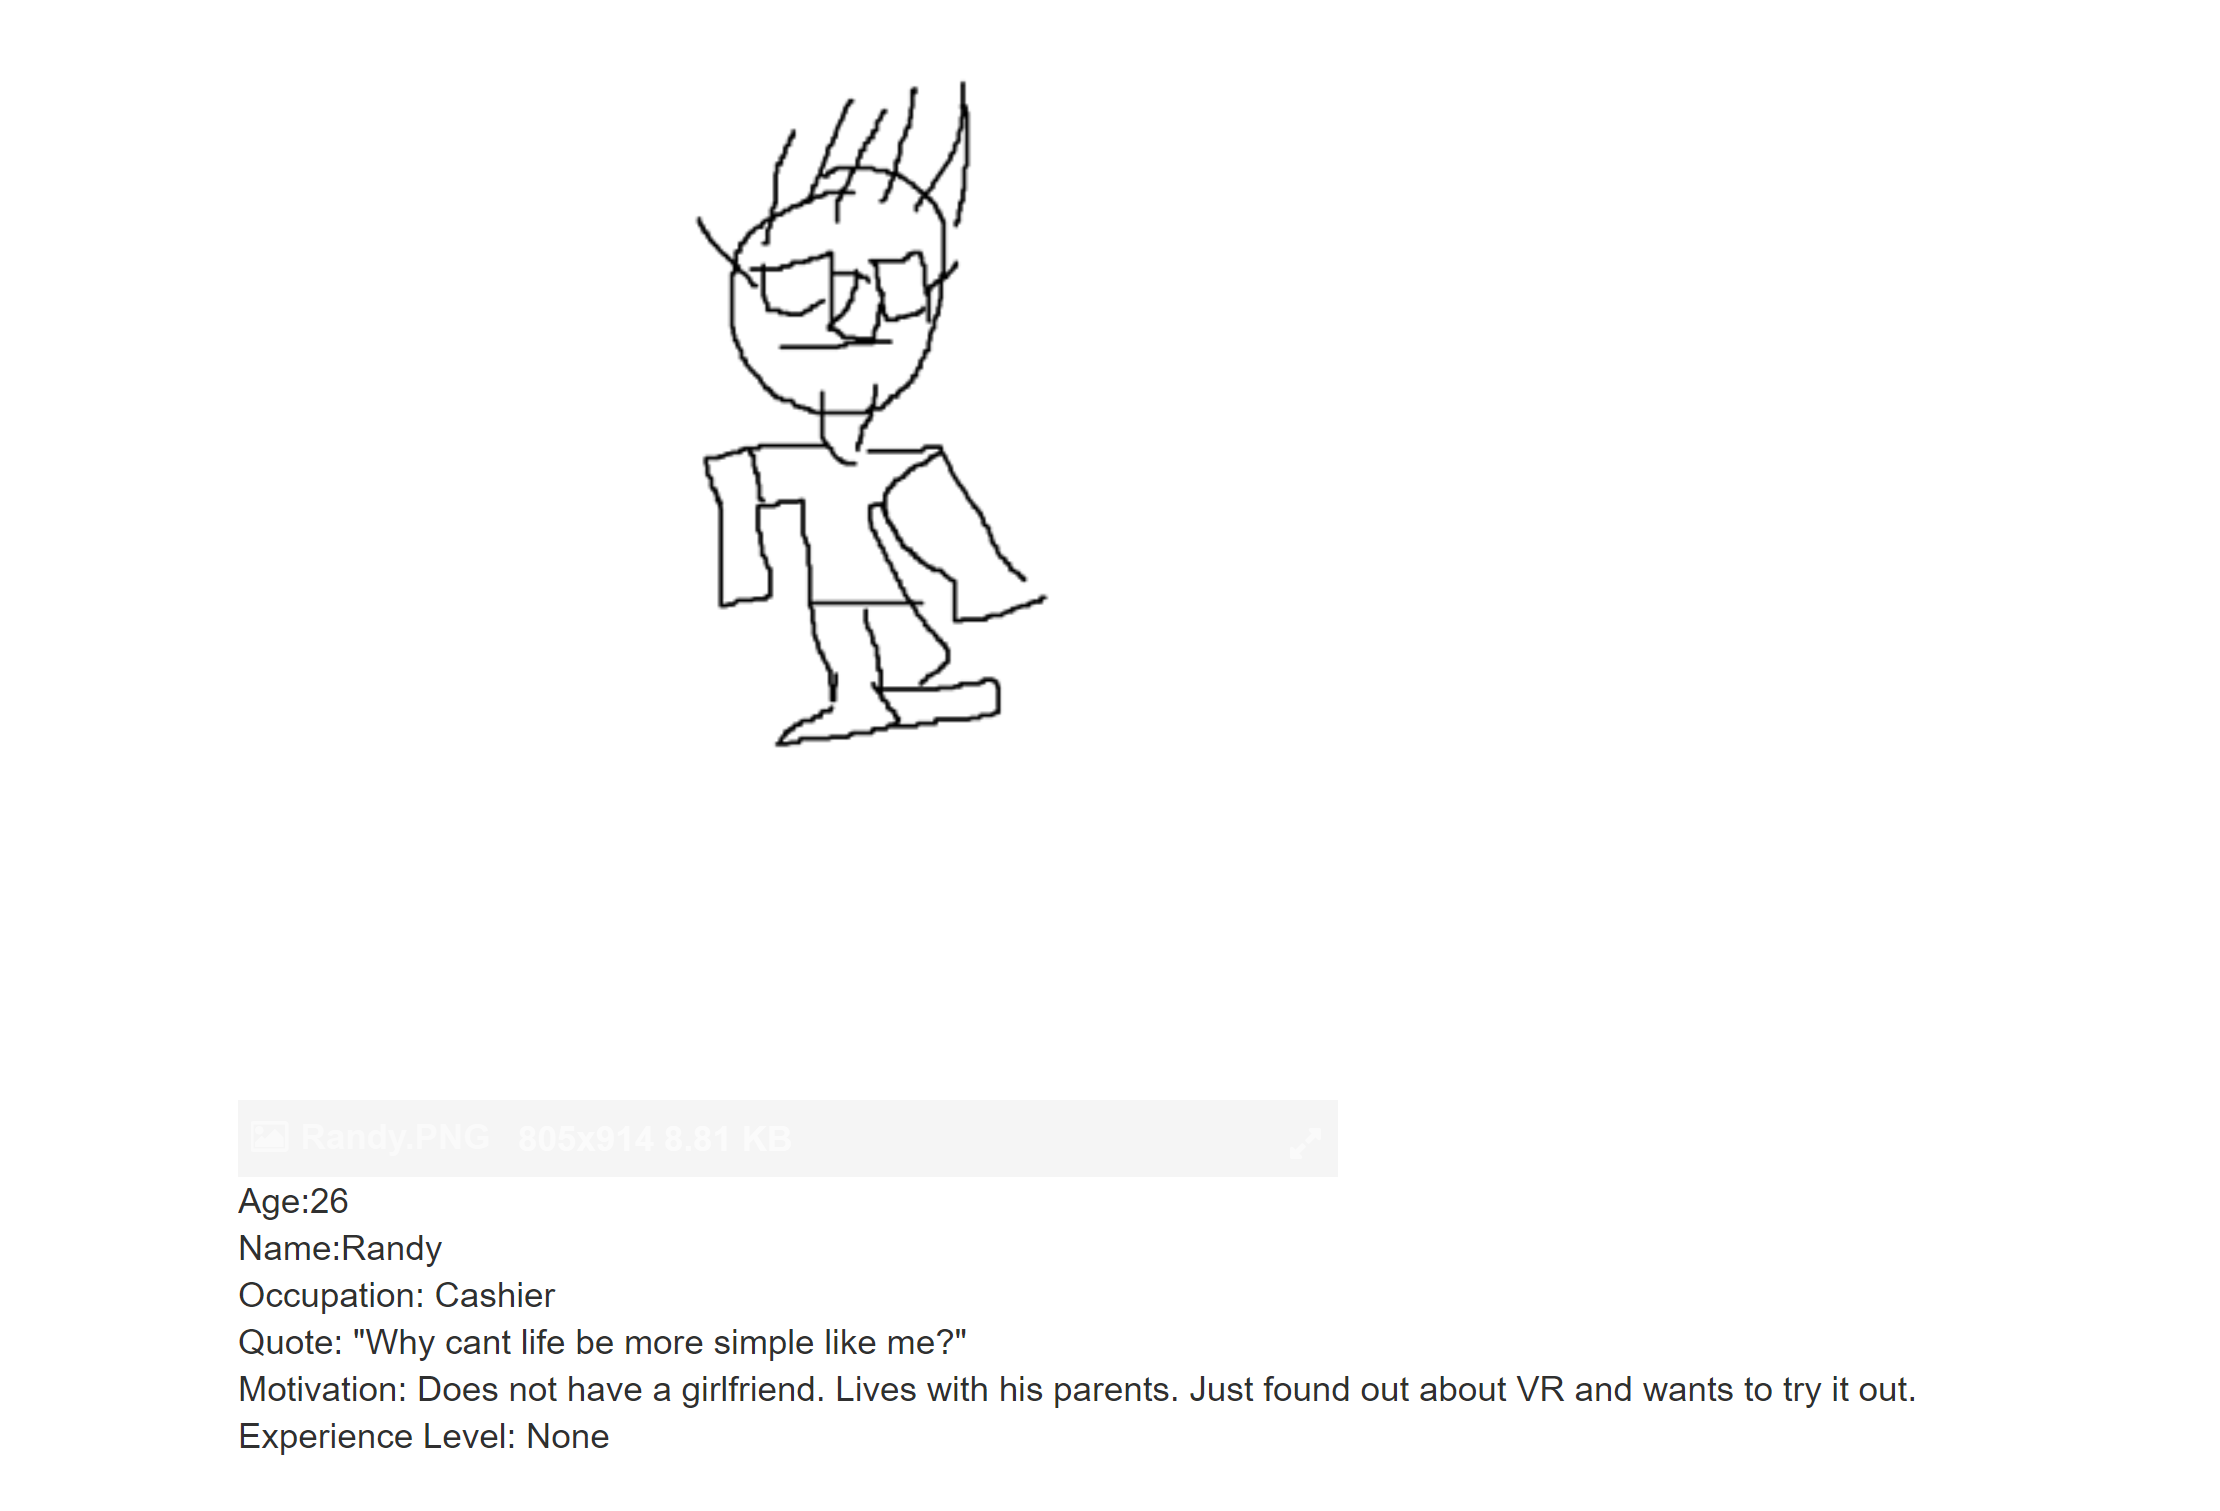 Randy.PNG 805x914 8.81 KB
Age:26
Name:Randy
Occupation: Cashier
Quote: "Why cant life be more simple like me?"
Motivation: Does not have a girlfriend. Lives with his parents. Just found out about VR and wants to try it out.
Experience Level: None